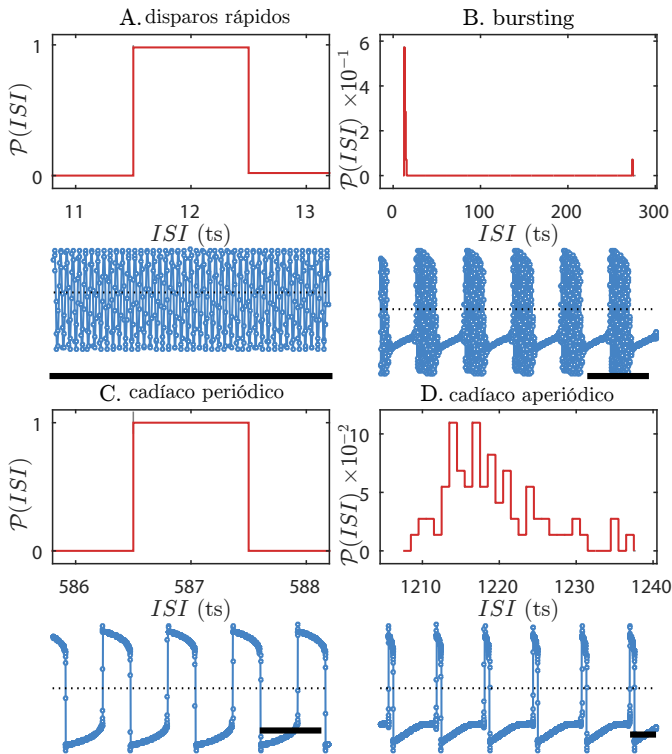 A. disparos rápidos
1
0
P(ISI)
11 12 13
ISI (ts)
B. bursting
6
4
2
0
P(ISI) ×10⁻¹
0 100 200 300
ISI (ts)
C. cadíaco periódico
1
0
P(ISI)
586 587 588
ISI (ts)
D. cadíaco aperiódico
10
5
0
P(ISI) ×10⁻²
1210 1220 1230 1240
ISI (ts)